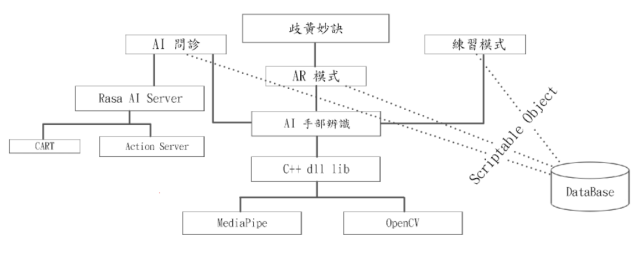 歧黃妙訣
AI 問診
練習模式
AR 模式
Rasa AI Server
AI 手部辨識
CART
Action Server
C++ dll lib
MediaPipe
OpenCV
Scriptable Object
DataBase